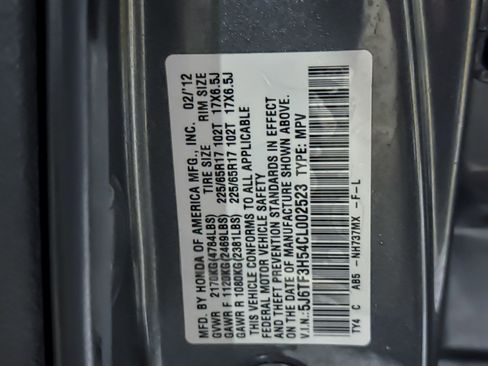 MFD. BY HONDA OF AMERICA MFG., INC. 02/'12
TIRE SIZE RIM SIZE
GVWR 2170KG(4784LBS)
GAWR F 1120KG(2469LBS) 225/65R17 102T 17X6.5J
GAWR R 1080KG(2381LBS) 225/65R17 102T 17X6.5J
THIS VEHICLE CONFORMS TO ALL APPLICABLE
FEDERAL MOTOR VEHICLE SAFETY
AND THEFT PREVENTION STANDARDS IN EFFECT
ON THE DATE OF MANUFACTURE SHOWN ABOVE.
V.I.N.: 5J6TF3H54CL002523 TYPE: MPV
TY4 C AB5 -NH737MX -F-L